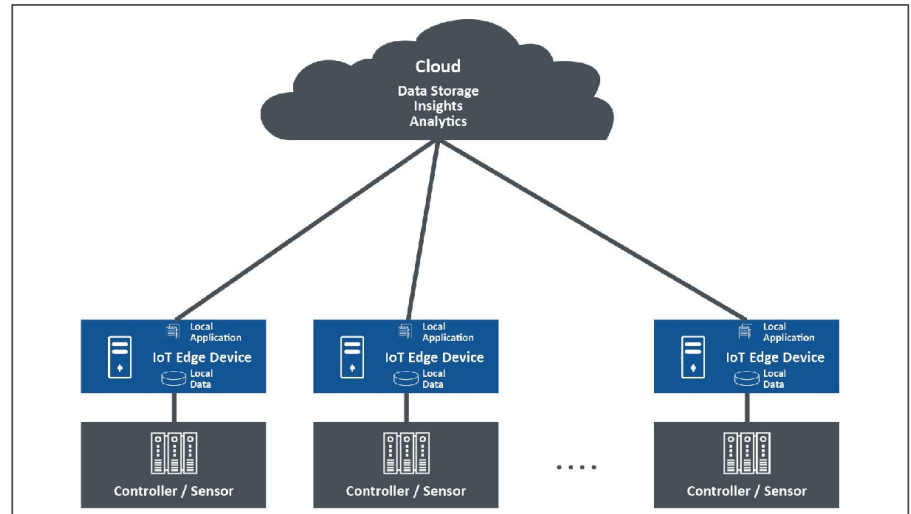 Cloud
Data Storage
Insights
Analytics
Local
Application
IoT Edge Device
Local
Data
Controller / Sensor
Local
Application
IoT Edge Device
Local
Data
Controller / Sensor
....
Local
Application
IoT Edge Device
Local
Data
Controller / Sensor